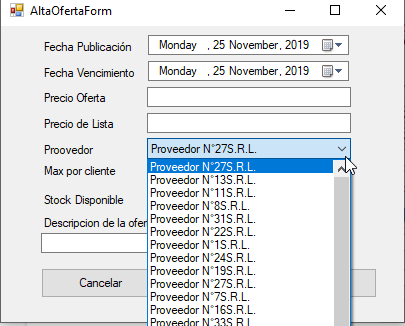 AltaOfertaForm
Fecha Publicación Monday , 25 November, 2019
Fecha Vencimiento Monday , 25 November, 2019
Precio Oferta
Precio de Lista
Proovedor Proveedor N°27S.R.L.
Max por cliente Proveedor N°27S.R.L.
Proveedor N°13S.R.L.
Proveedor N°11S.R.L.
Stock Disponible Proveedor N°8S.R.L.
Proveedor N°31S.R.L.
Descripcion de la ofer Proveedor N°22S.R.L.
Proveedor N°1S.R.L.
Proveedor N°24S.R.L.
Proveedor N°19S.R.L.
Cancelar Proveedor N°27S.R.L.
Proveedor N°7S.R.L.
Proveedor N°16S.R.L.
Proveedor N°33S.R.L.